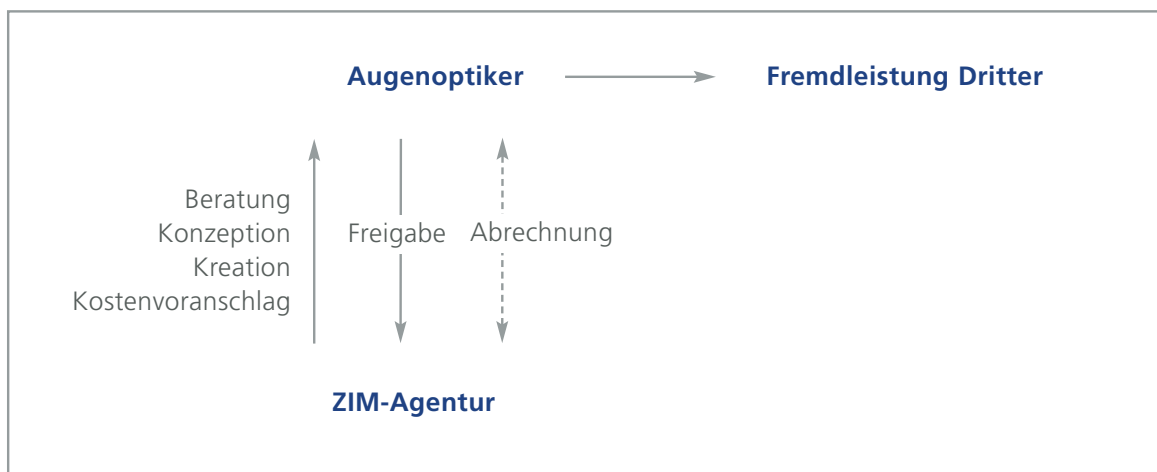 Augenoptiker
Fremdleistung Dritter
Beratung
Konzeption
Kreation
Kostenvoranschlag
Freigabe
Abrechnung
ZIM-Agentur